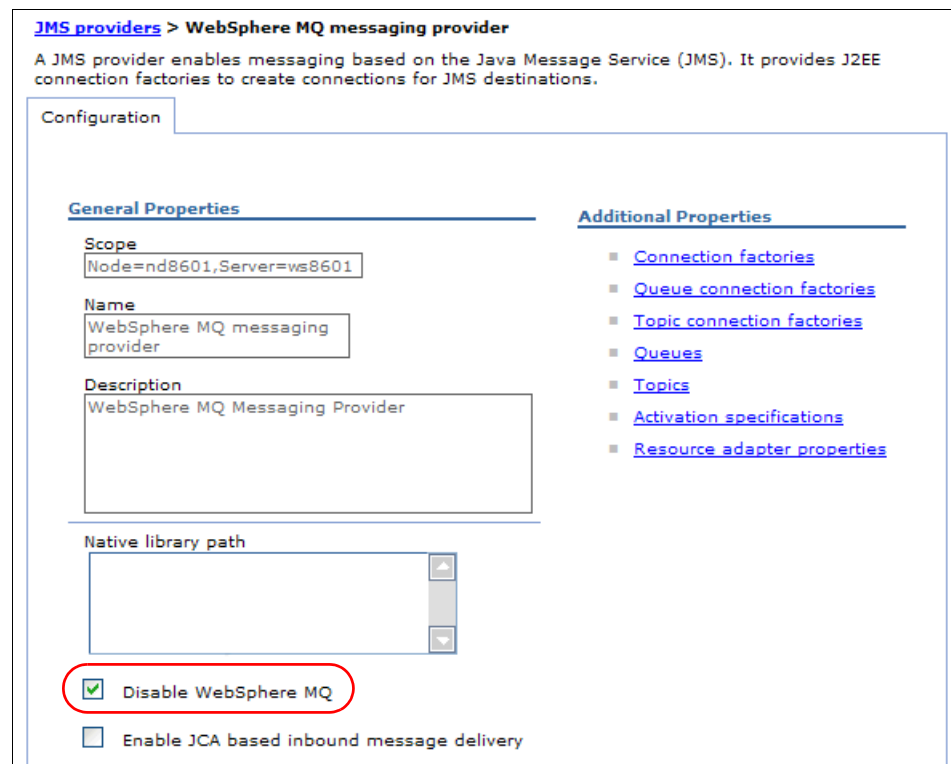 JMS providers > WebSphere MQ messaging provider
A JMS provider enables messaging based on the Java Message Service (JMS). It provides J2EE
connection factories to create connections for JMS destinations.
Configuration
General Properties
Scope
Node=nd8601,Server=ws8601
Name
WebSphere MQ messaging
provider
Description
WebSphere MQ Messaging Provider
Native library path
Disable WebSphere MQ
Enable JCA based inbound message delivery
Additional Properties
Connection factories
Queue connection factories
Topic connection factories
Queues
Topics
Activation specifications
Resource adapter properties